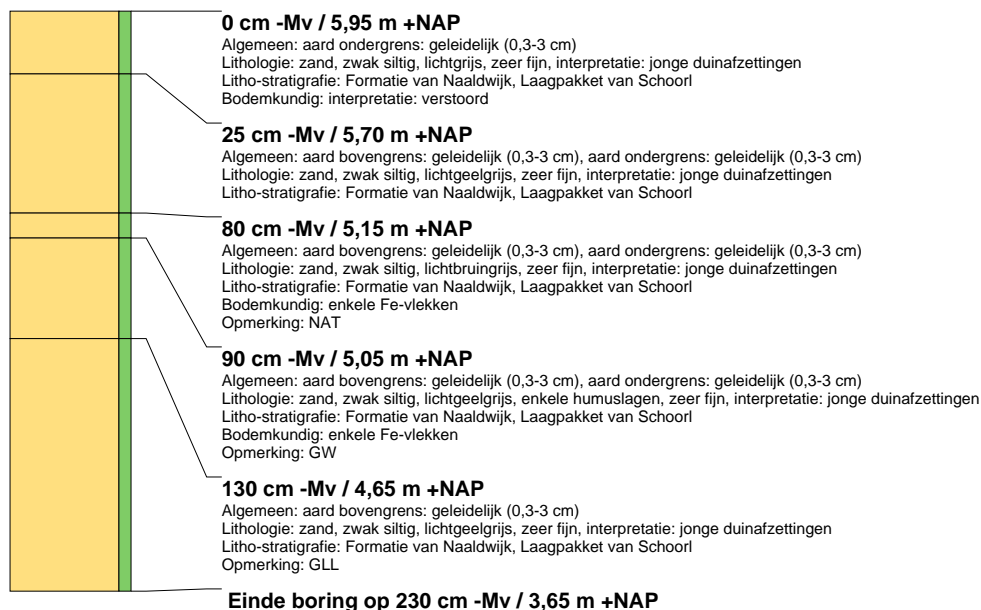 0 cm -Mv / 5,95 m +NAP
Algemeen: aard ondergrens: geleidelijk (0,3-3 cm)
Lithologie: zand, zwak siltig, lichtgrijs, zeer fijn, interpretatie: jonge duinafzettingen
Litho-stratigrafie: Formatie van Naaldwijk, Laagpakket van Schoorl
Bodemkundig: interpretatie: verstoord
25 cm -Mv / 5,70 m +NAP
Algemeen: aard bovengrens: geleidelijk (0,3-3 cm), aard ondergrens: geleidelijk (0,3-3 cm)
Lithologie: zand, zwak siltig, lichtgeelgrijs, zeer fijn, interpretatie: jonge duinafzettingen
Litho-stratigrafie: Formatie van Naaldwijk, Laagpakket van Schoorl
80 cm -Mv / 5,15 m +NAP
Algemeen: aard bovengrens: geleidelijk (0,3-3 cm), aard ondergrens: geleidelijk (0,3-3 cm)
Lithologie: zand, zwak siltig, lichtbruingrijs, zeer fijn, interpretatie: jonge duinafzettingen
Litho-stratigrafie: Formatie van Naaldwijk, Laagpakket van Schoorl
Bodemkundig: enkele Fe-vlekken
Opmerking: NAT
90 cm -Mv / 5,05 m +NAP
Algemeen: aard bovengrens: geleidelijk (0,3-3 cm), aard ondergrens: geleidelijk (0,3-3 cm)
Lithologie: zand, zwak siltig, lichtgeelgrijs, enkele humuslagen, zeer fijn, interpretatie: jonge duinafzettingen
Litho-stratigrafie: Formatie van Naaldwijk, Laagpakket van Schoorl
Bodemkundig: enkele Fe-vlekken
Opmerking: GW
130 cm -Mv / 4,65 m +NAP
Algemeen: aard bovengrens: geleidelijk (0,3-3 cm)
Lithologie: zand, zwak siltig, lichtgeelgrijs, zeer fijn, interpretatie: jonge duinafzettingen
Litho-stratigrafie: Formatie van Naaldwijk, Laagpakket van Schoorl
Opmerking: GLL
Einde boring op 230 cm -Mv / 3,65 m +NAP